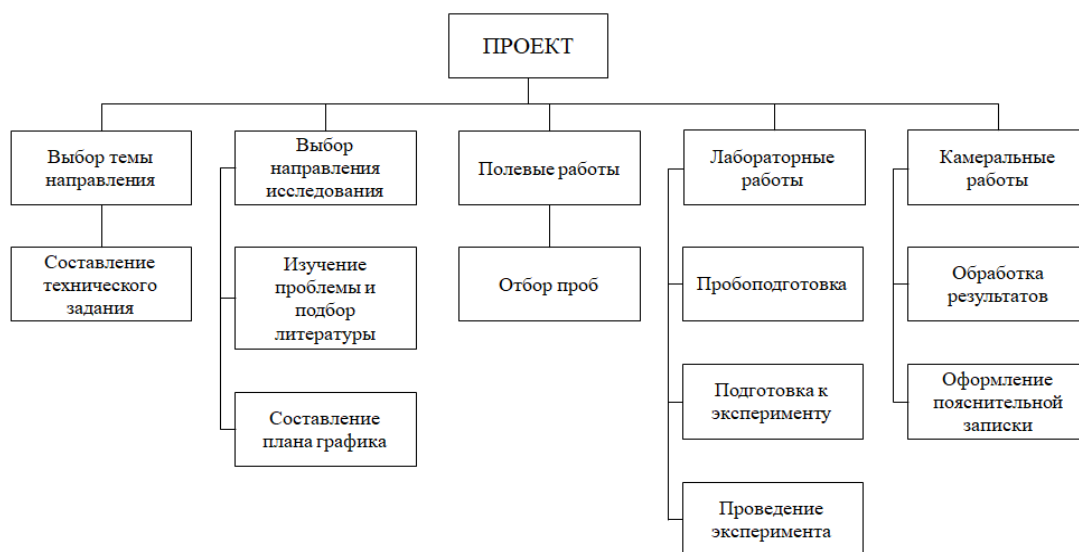 ПРОЕКТ
Выбор темы
направления
Выбор
направления
исследования
Полевые работы
Лабораторные
работы
Камеральные
работы
Составление
технического
задания
Изучение
проблемы и
подбор
литературы
Отбор проб
Пробоподготовка
Обработка
результатов
Составление
плана графика
Подготовка к
эксперименту
Оформление
пояснительной
записки
Проведение
эксперимента